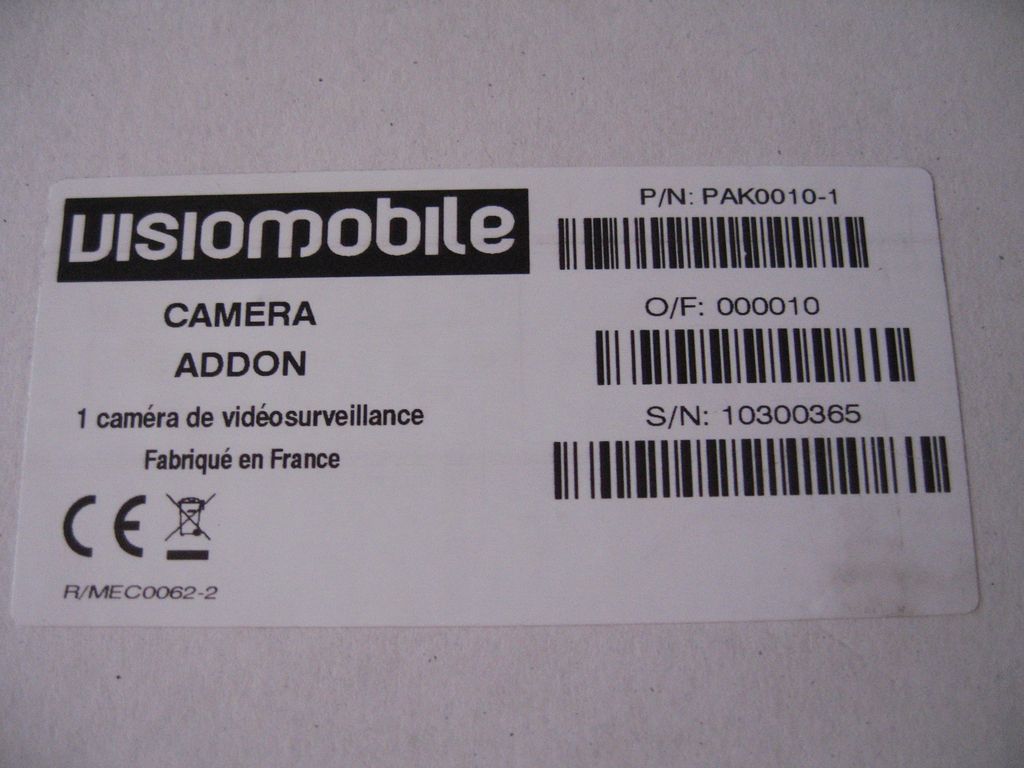 visiomobile
CAMERA
ADDON
1 caméra de vidéosurveillance
Fabriqué en France
CE
R/MEC0062-2
P/N: PAK0010-1
O/F: 000010
S/N: 10300365